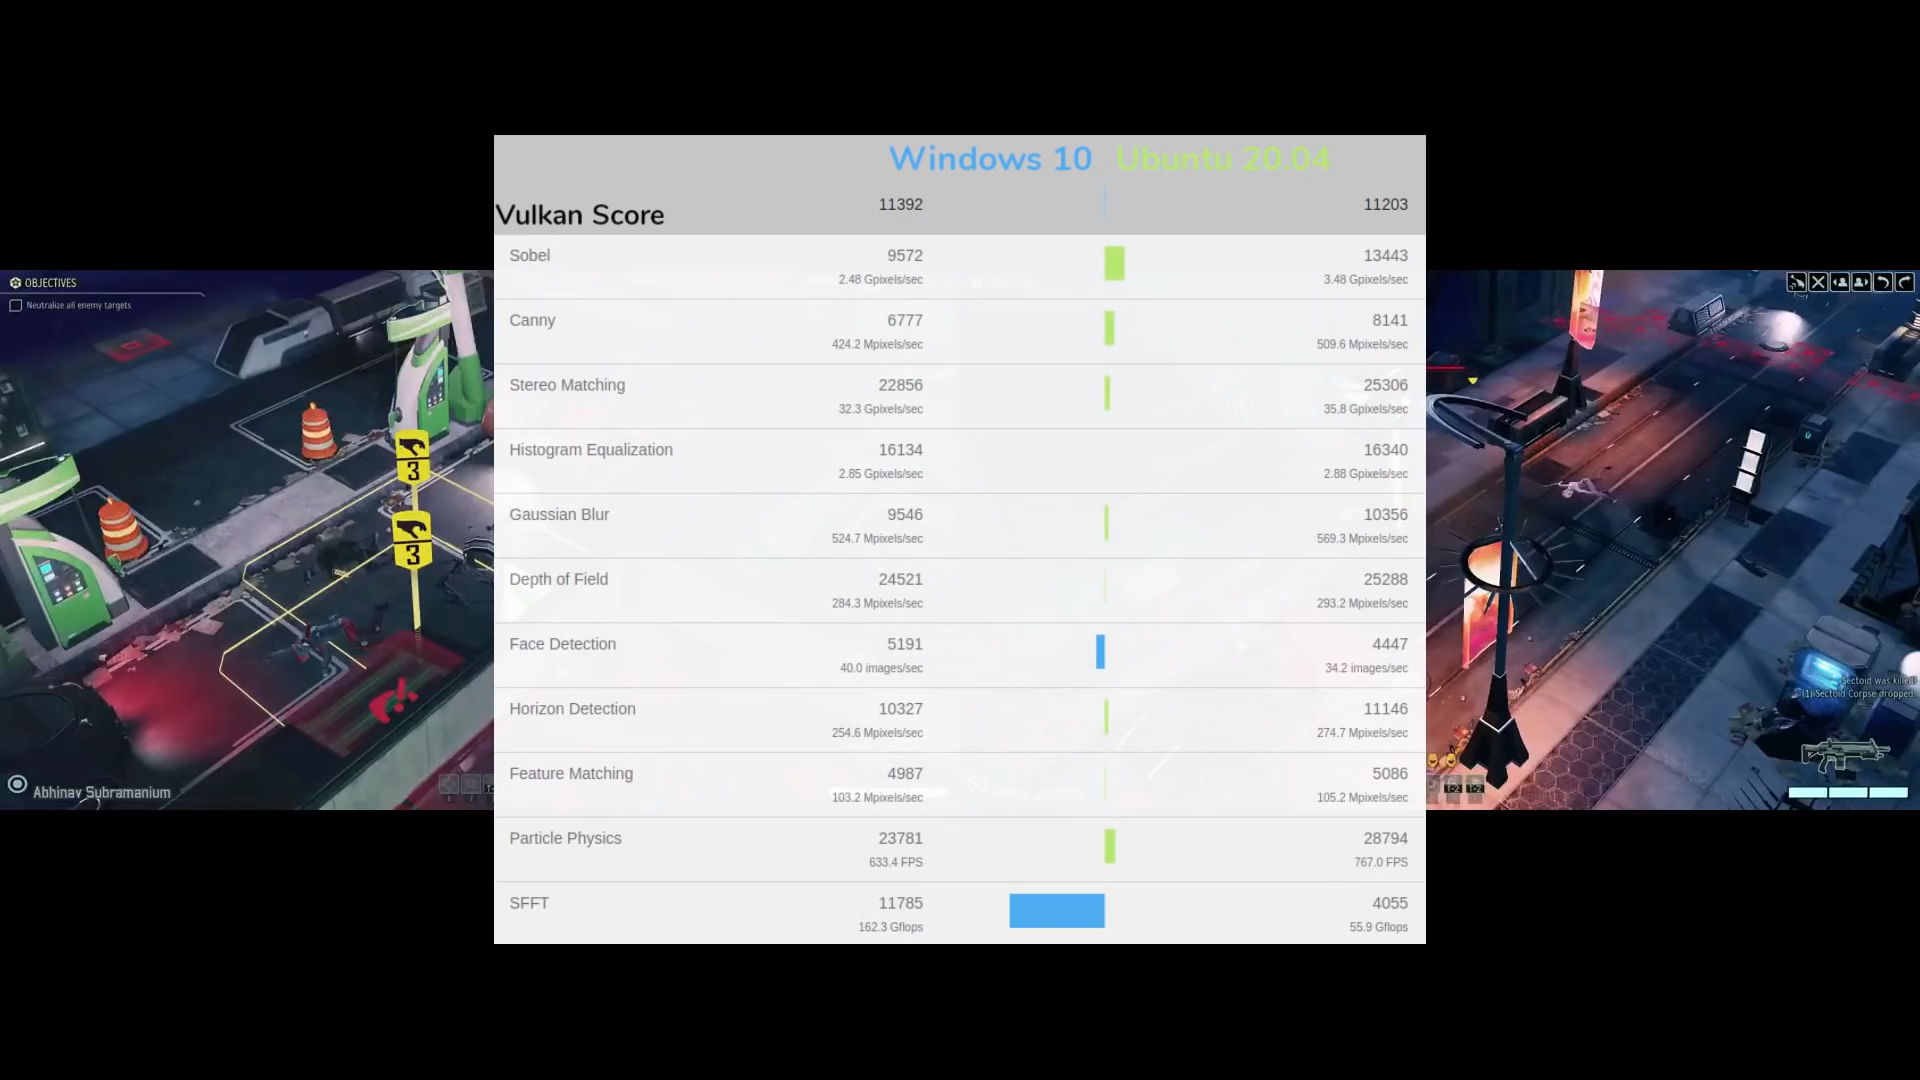 Windows 10 Ubuntu 20.04
Vulkan Score 11392 11203
Sobel 9572 13443
2.48 Gpixels/sec 3.48 Gpixels/sec
Canny 6777 8141
424.2 Mpixels/sec 509.6 Mpixels/sec
Stereo Matching 22856 25306
32.3 Gpixels/sec 35.8 Gpixels/sec
Histogram Equalization 16134 16340
2.85 Gpixels/sec 2.88 Gpixels/sec
Gaussian Blur 9546 10356
524.7 Mpixels/sec 569.3 Mpixels/sec
Depth of Field 24521 25288
284.3 Mpixels/sec 293.2 Mpixels/sec
Face Detection 5191 4447
40.0 images/sec 34.2 images/sec
Horizon Detection 10327 11146
254.6 Mpixels/sec 274.7 Mpixels/sec
Feature Matching 4987 5086
103.2 Mpixels/sec 105.2 Mpixels/sec
Particle Physics 23781 28794
633.4 FPS 767.0 FPS
SFFT 11785 4055
162.3 Gflops 55.9 Gflops
OBJECTIVES
Neutralize all enemy targets
3
3
Abhinav Subramanium
Sectoid was killed!
(1) Sectoid Corpse dropped.